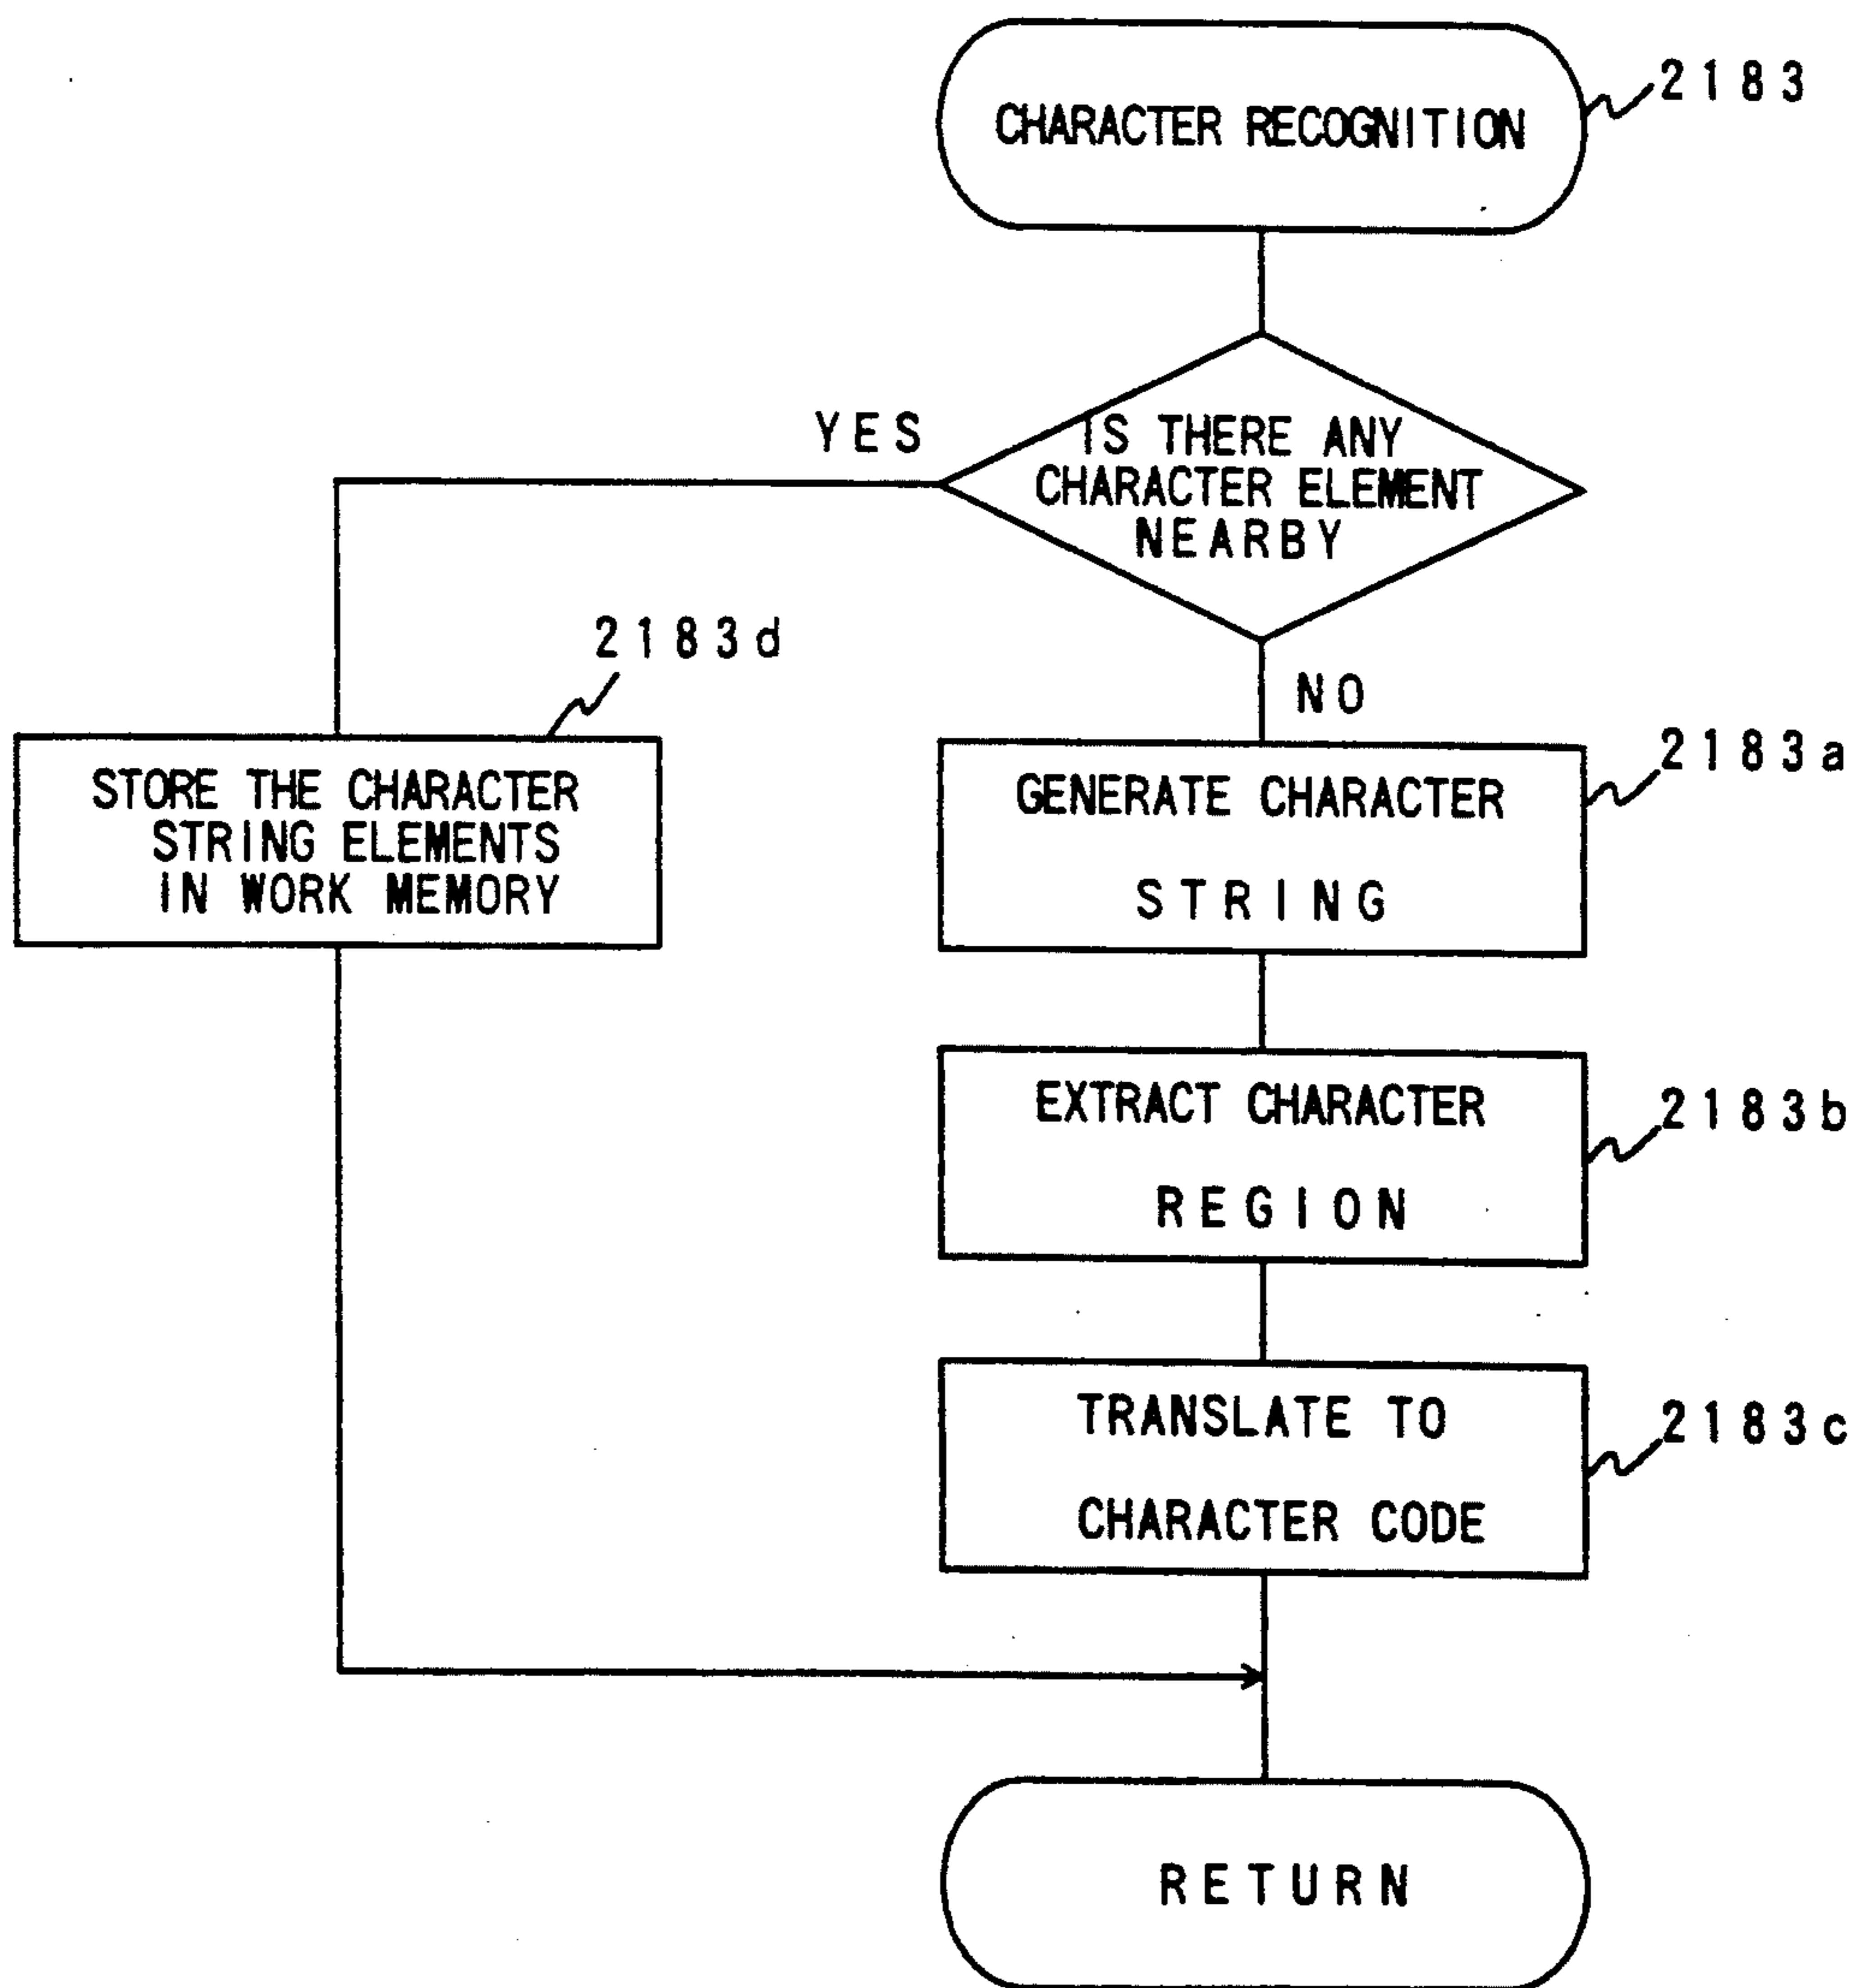 CHARACTER RECOGNITION
2183
YES
IS THERE ANY
CHARACTER ELEMENT
NEARBY
NO
2183d
STORE THE CHARACTER
STRING ELEMENTS
IN WORK MEMORY
2183a
GENERATE CHARACTER
STRING
2183b
EXTRACT CHARACTER
REGION
2183c
TRANSLATE TO
CHARACTER CODE
RETURN